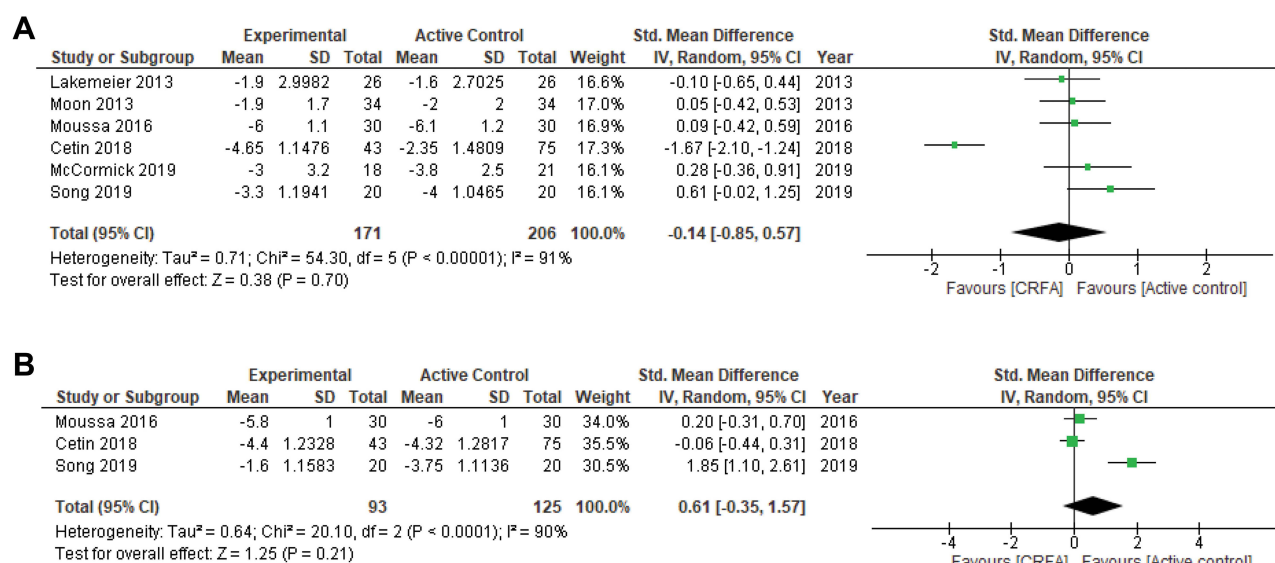 A
Experimental Active Control Std. Mean Difference Std. Mean Difference
Study or Subgroup Mean SD Total Mean SD Total Weight IV, Random, 95% CI Year IV, Random, 95% CI
Lakemeier 2013 -1.9 2.9982 26 -1.6 2.7025 26 16.6% -0.10 [-0.65, 0.44] 2013
Moon 2013 -1.9 1.7 34 -2 2 34 17.0% 0.05 [-0.42, 0.53] 2013
Moussa 2016 -6 1.1 30 -6.1 1.2 30 16.9% 0.09 [-0.42, 0.59] 2016
Cetin 2018 -4.65 1.1476 43 -2.35 1.4809 75 17.3% -1.67 [-2.10, -1.24] 2018
McCormick 2019 -3 3.2 18 -3.8 2.5 21 16.1% 0.28 [-0.36, 0.91] 2019
Song 2019 -3.3 1.1941 20 -4 1.0465 20 16.1% 0.61 [-0.02, 1.25] 2019
Total (95% CI) 171 206 100.0% -0.14 [-0.85, 0.57]
Heterogeneity: Tau² = 0.71; Chi² = 54.30, df = 5 (P < 0.00001); I² = 91%
Test for overall effect: Z = 0.38 (P = 0.70)
-2 -1 0 1 2
Favours [CRFA] Favours [Active control]
B
Experimental Active Control Std. Mean Difference Std. Mean Difference
Study or Subgroup Mean SD Total Mean SD Total Weight IV, Random, 95% CI Year IV, Random, 95% CI
Moussa 2016 -5.8 1 30 -6 1 30 34.0% 0.20 [-0.31, 0.70] 2016
Cetin 2018 -4.4 1.2328 43 -4.32 1.2817 75 35.5% -0.06 [-0.44, 0.31] 2018
Song 2019 -1.6 1.1583 20 -3.75 1.1136 20 30.5% 1.85 [1.10, 2.61] 2019
Total (95% CI) 93 125 100.0% 0.61 [-0.35, 1.57]
Heterogeneity: Tau² = 0.64; Chi² = 20.10, df = 2 (P < 0.0001); I² = 90%
Test for overall effect: Z = 1.25 (P = 0.21)
-4 -2 0 2 4
Favours [CRFA] Favours [Active control]